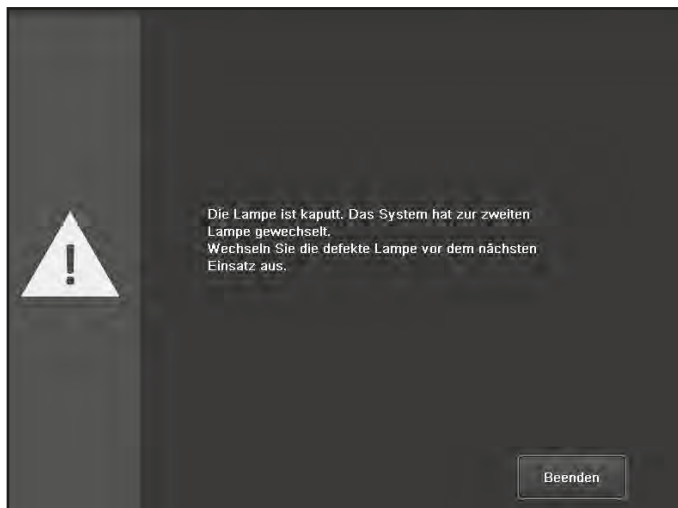 Die Lampe ist kaputt. Das System hat zur zweiten
Lampe gewechselt.
Wechseln Sie die defekte Lampe vor dem nächsten
Einsatz aus.
Beenden